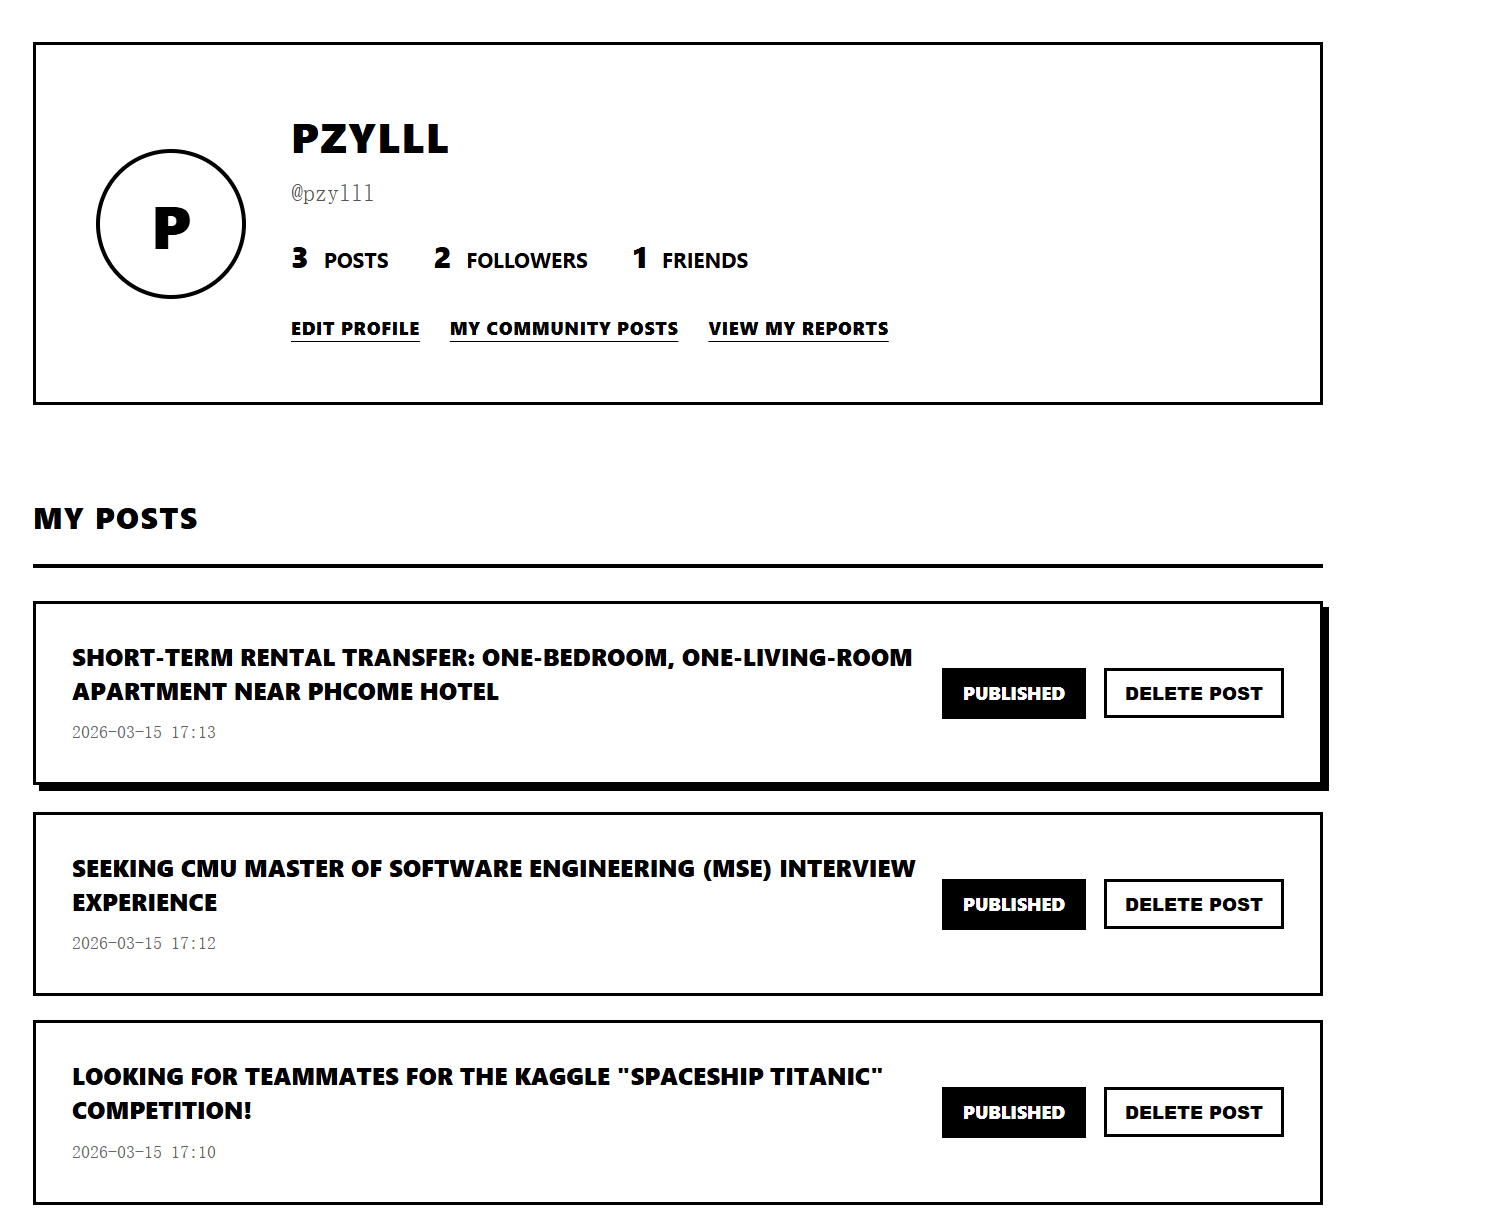 P
PZYLLL
@pzylll
3 POSTS 2 FOLLOWERS 1 FRIENDS
EDIT PROFILE MY COMMUNITY POSTS VIEW MY REPORTS
MY POSTS
SHORT-TERM RENTAL TRANSFER: ONE-BEDROOM, ONE-LIVING-ROOM
APARTMENT NEAR PHCOME HOTEL
2026-03-15 17:13
PUBLISHED DELETE POST
SEEKING CMU MASTER OF SOFTWARE ENGINEERING (MSE) INTERVIEW
EXPERIENCE
2026-03-15 17:12
PUBLISHED DELETE POST
LOOKING FOR TEAMMATES FOR THE KAGGLE "SPACESHIP TITANIC"
COMPETITION!
2026-03-15 17:10
PUBLISHED DELETE POST